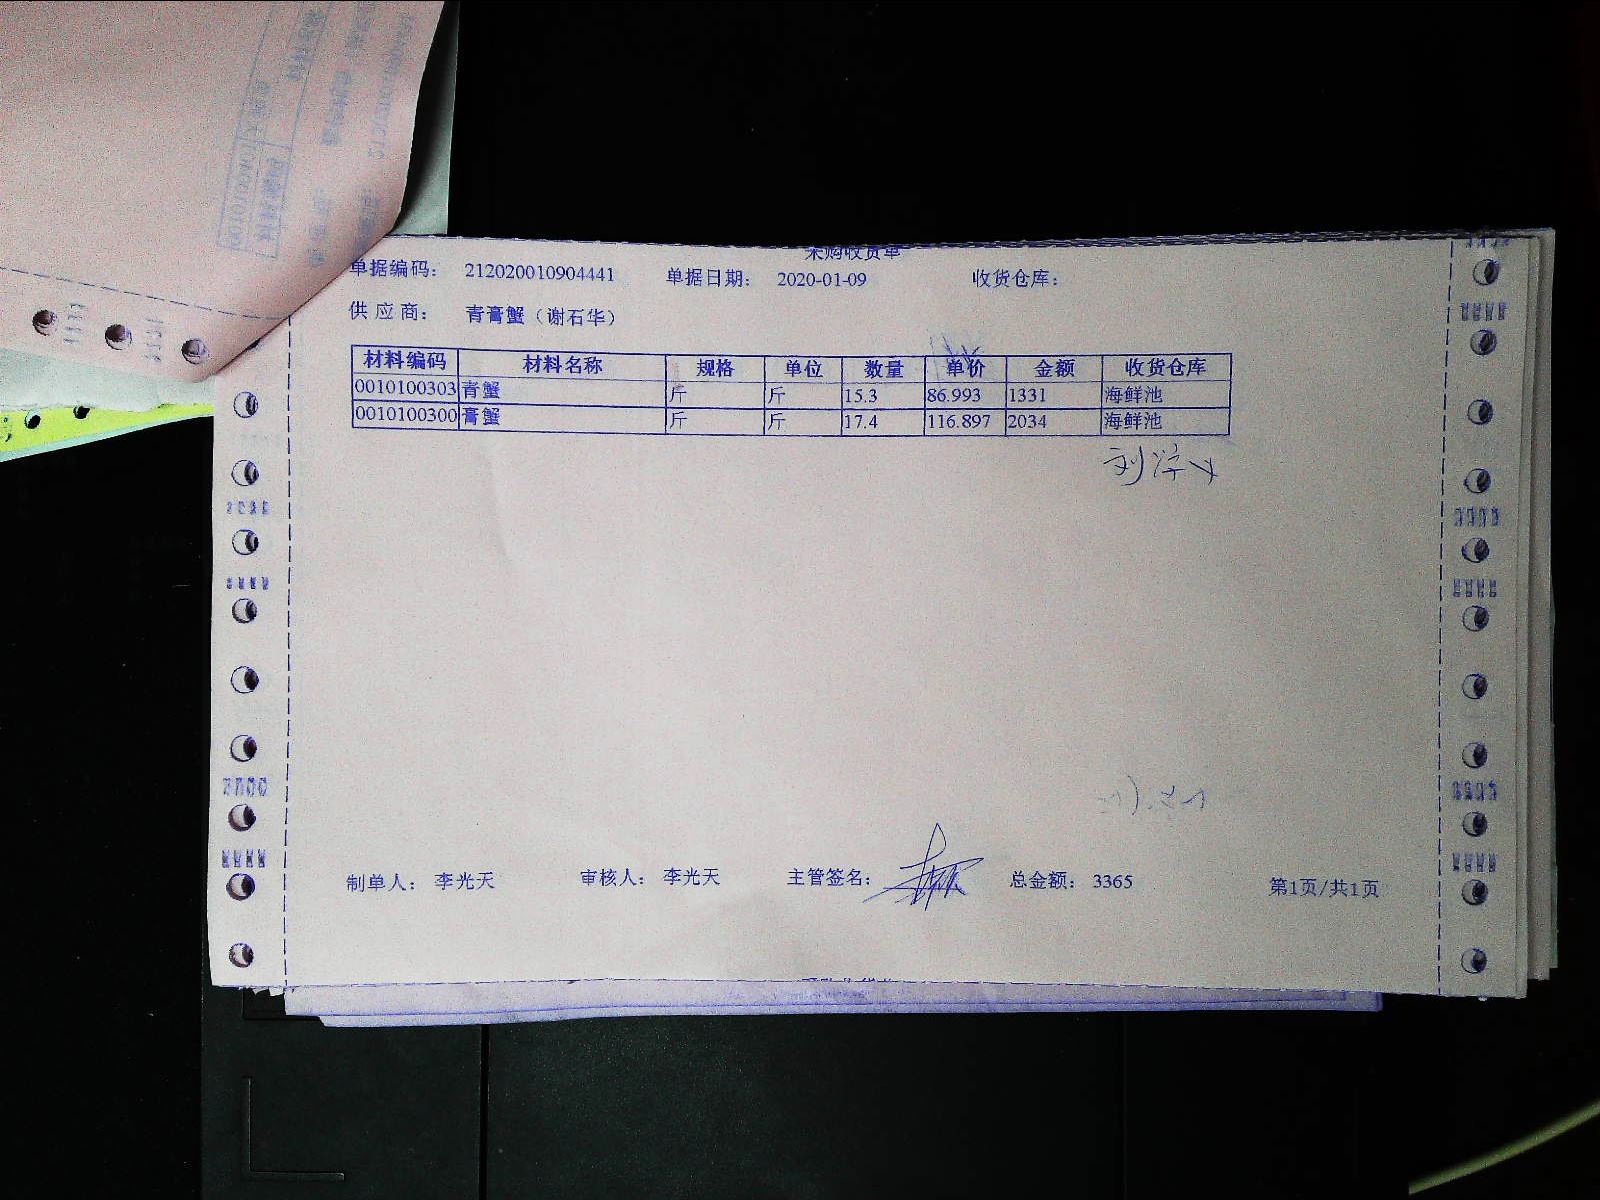 采购收货单
单据编码： 212020010904441 单据日期： 2020-01-09 收货仓库：
供应商： 青膏蟹（谢石华）
材料编码 材料名称 规格 单位 数量 单价 金额 收货仓库
0010100303 青蟹 斤 斤 15.3 86.993 1331 海鲜池
0010100300 膏蟹 斤 斤 17.4 116.897 2034 海鲜池
制单人： 李光天 审核人： 李光天 主管签名： 总金额： 3365 第1页/共1页